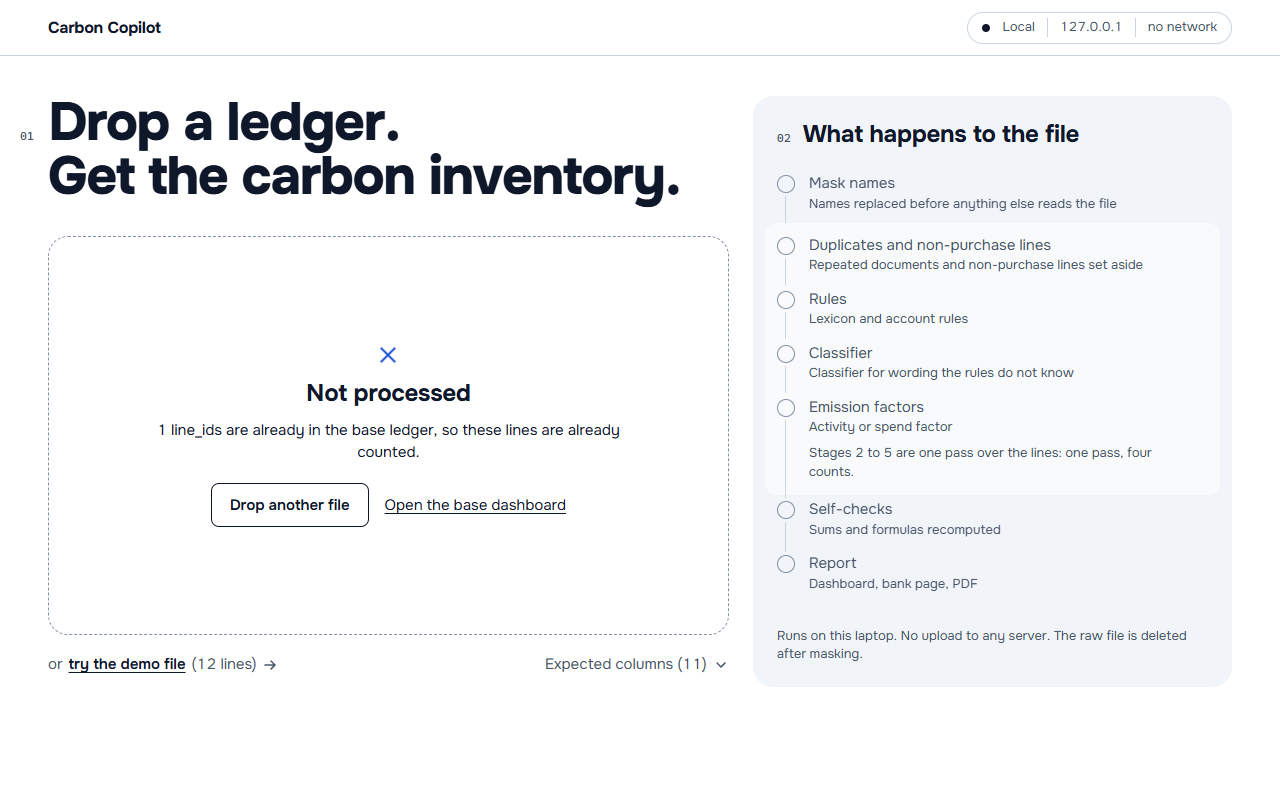 Carbon Copilot
Local 127.0.0.1 no network
01
Drop a ledger.
Get the carbon inventory.
Not processed
1 line_ids are already in the base ledger, so these lines are already
counted.
Drop another file
Open the base dashboard
or try the demo file (12 lines) →
Expected columns (11)
02 What happens to the file
Mask names
Names replaced before anything else reads the file
Duplicates and non-purchase lines
Repeated documents and non-purchase lines set aside
Rules
Lexicon and account rules
Classifier
Classifier for wording the rules do not know
Emission factors
Activity or spend factor
Stages 2 to 5 are one pass over the lines: one pass, four
counts.
Self-checks
Sums and formulas recomputed
Report
Dashboard, bank page, PDF
Runs on this laptop. No upload to any server. The raw file is deleted
after masking.